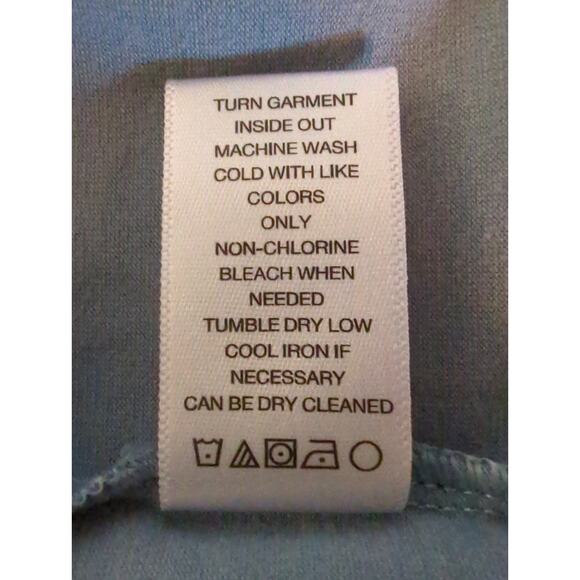 TURN GARMENT
INSIDE OUT
MACHINE WASH
COLD WITH LIKE
COLORS
ONLY
NON-CHLORINE
BLEACH WHEN
NEEDED
TUMBLE DRY LOW
COOL IRON IF
NECESSARY
CAN BE DRY CLEANED